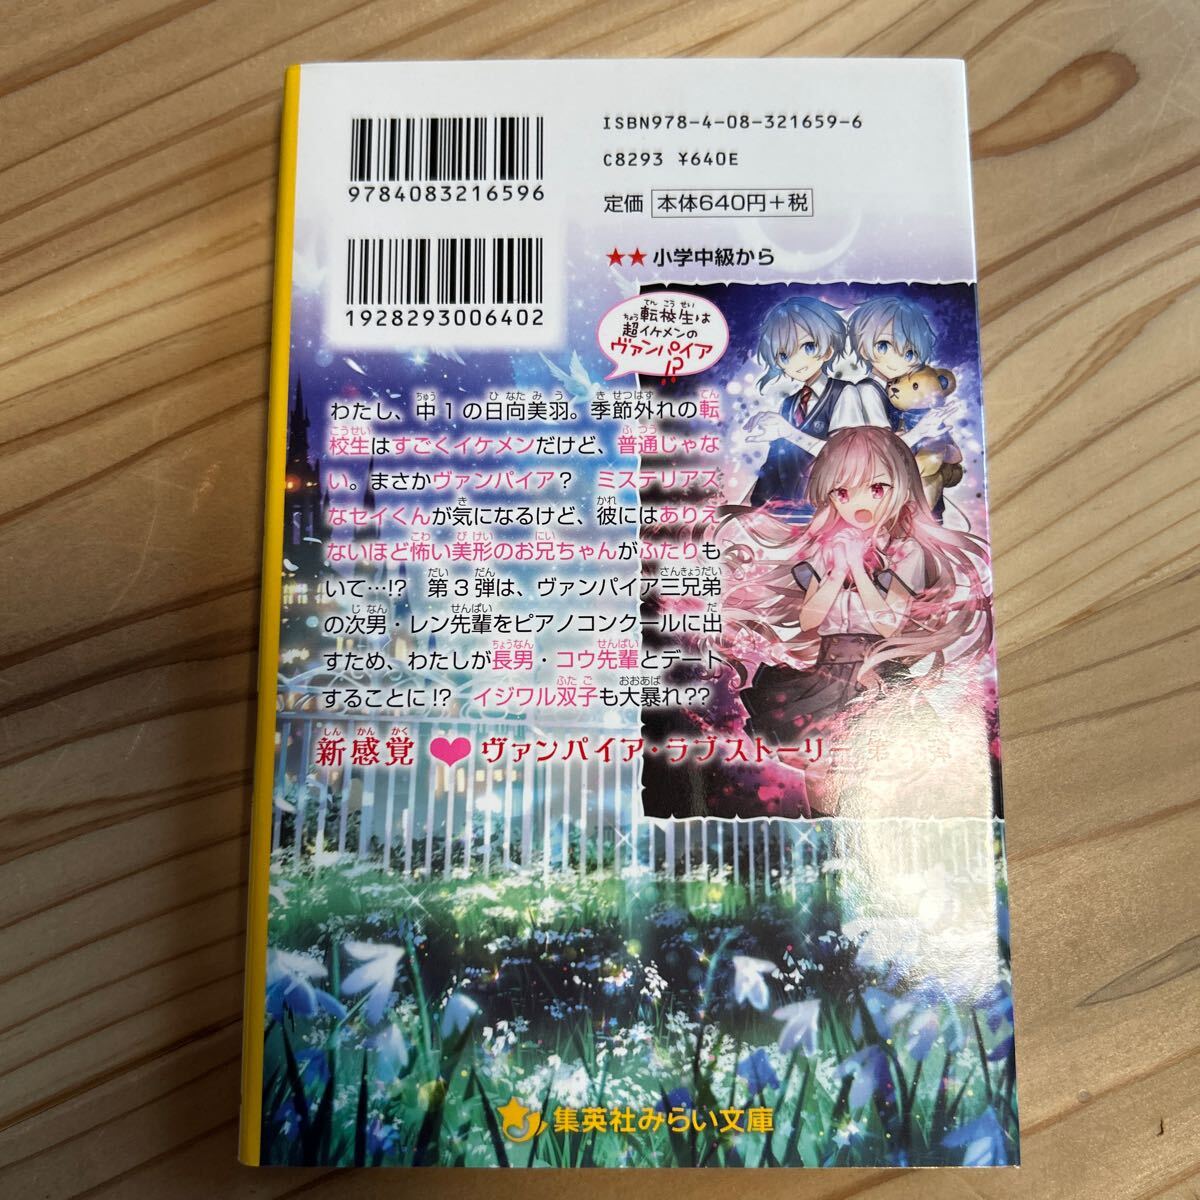 ISBN978-4-08-321659-6
C8293 ¥640E
9784083216596
定価 本体640円+税
★★小学中級から
1928293006402
転校生は
超イケメンの
ヴァンパイア
!?
わたし、中1の日向美羽。季節外れの転
校生はすごくイケメンだけど、普通じゃな
い。まさかヴァンパイア? ミステリアス
なセイくんが気になるけど、彼にはありえ
ないほど怖い美形のお兄ちゃんがふたりも
いて…!? 第3弾は、ヴァンパイア三兄弟
の次男・レン先輩をピアノコンクールに出
すため、わたしが長男・コウ先輩とデート
することに!? イジワル双子も大暴れ??
新感覚♥ヴァンパイア・ラブストーリー 第3弾
集英社みらい文庫